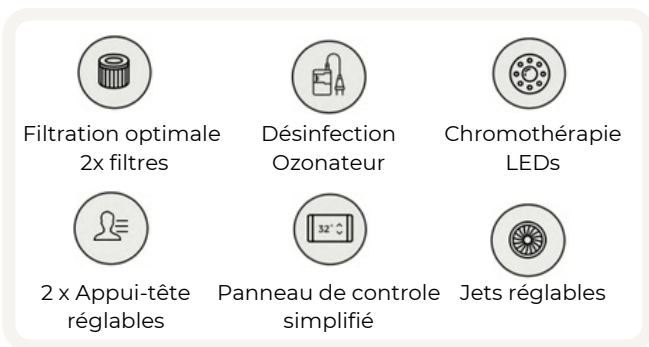 Filtration optimale
2x filtres
Désinfection
Ozonateur
Chromothérapie
LEDs
32°
2 x Appui-tête
réglables
Panneau de controle
simplifié
Jets réglables